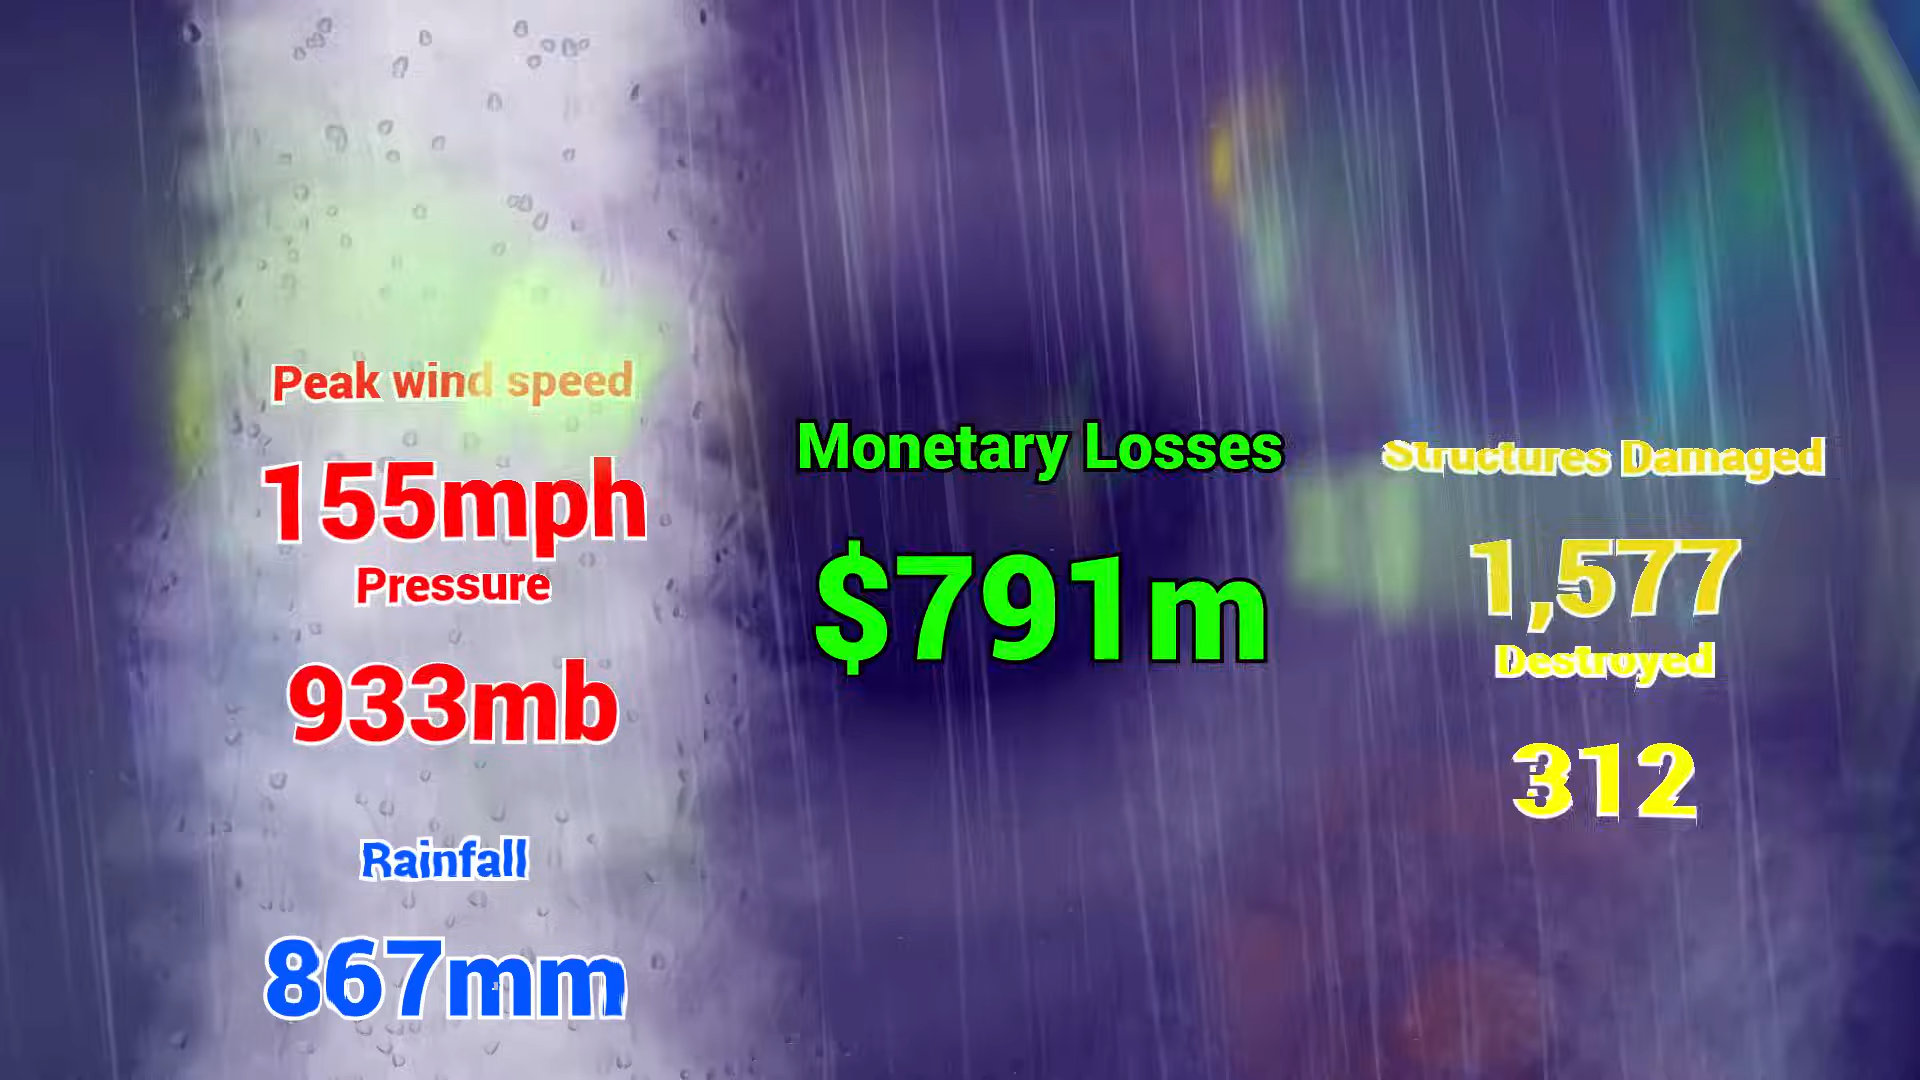 Peak wind speed
155mph
Pressure
933mb
Rainfall
867mm
Monetary Losses
$791m
Structures Damaged
1,577
Destroyed
312